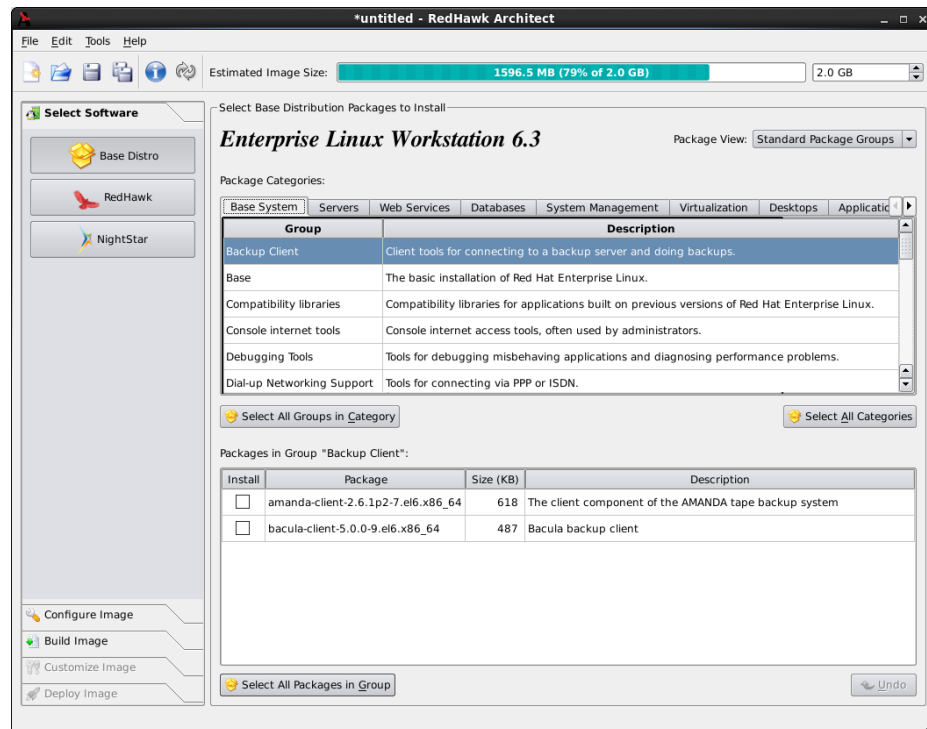 *untitled - RedHawk Architect
File Edit Tools Help
Estimated Image Size: 1596.5 MB (79% of 2.0 GB) 2.0 GB
Select Software
Base Distro
RedHawk
NightStar
Configure Image
Build Image
Customize Image
Deploy Image
Select Base Distribution Packages to Install
Enterprise Linux Workstation 6.3
Package View: Standard Package Groups
Package Categories:
Base System Servers Web Services Databases System Management Virtualization Desktops Applicatic
Group Description
Backup Client Client tools for connecting to a backup server and doing backups.
Base The basic installation of Red Hat Enterprise Linux.
Compatibility libraries Compatibility libraries for applications built on previous versions of Red Hat Enterprise Linux.
Console internet tools Console internet access tools, often used by administrators.
Debugging Tools Tools for debugging misbehaving applications and diagnosing performance problems.
Dial-up Networking Support Tools for connecting via PPP or ISDN.
Select All Groups in Category Select All Categories
Packages in Group "Backup Client":
Install Package Size (KB) Description
amanda-client-2.6.1p2-7.el6.x86_64 618 The client component of the AMANDA tape backup system
bacula-client-5.0.0-9.el6.x86_64 487 Bacula backup client
Select All Packages in Group Undo